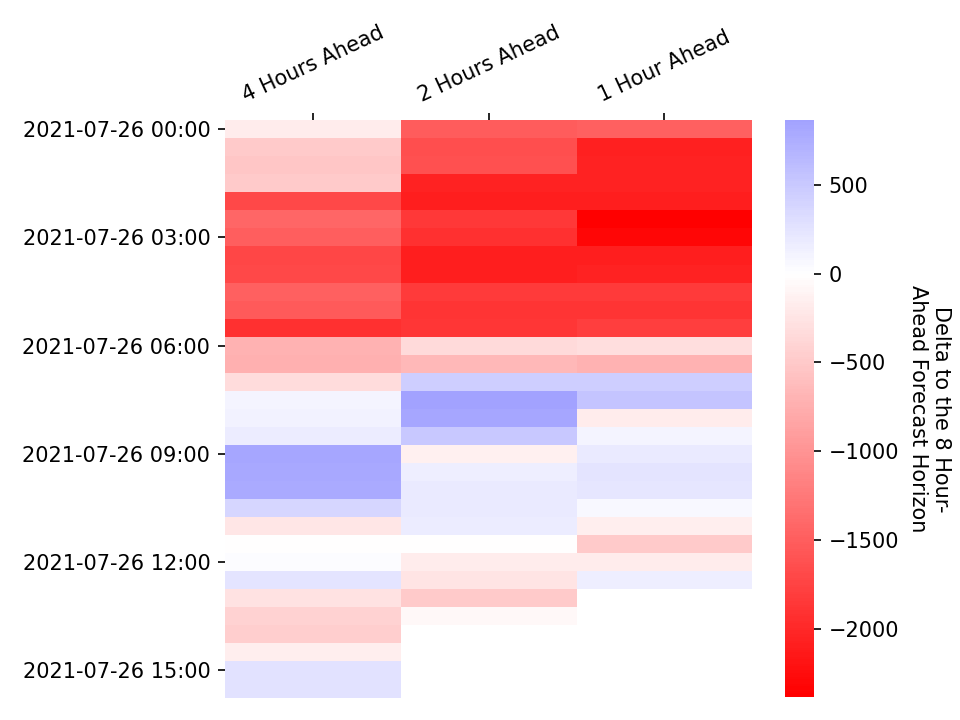 4 Hours Ahead
2 Hours Ahead
1 Hour Ahead
2021-07-26 00:00
2021-07-26 03:00
2021-07-26 06:00
2021-07-26 09:00
2021-07-26 12:00
2021-07-26 15:00
500
0
−500
−1000
−1500
−2000
Delta to the 8 Hour-
Ahead Forecast Horizon